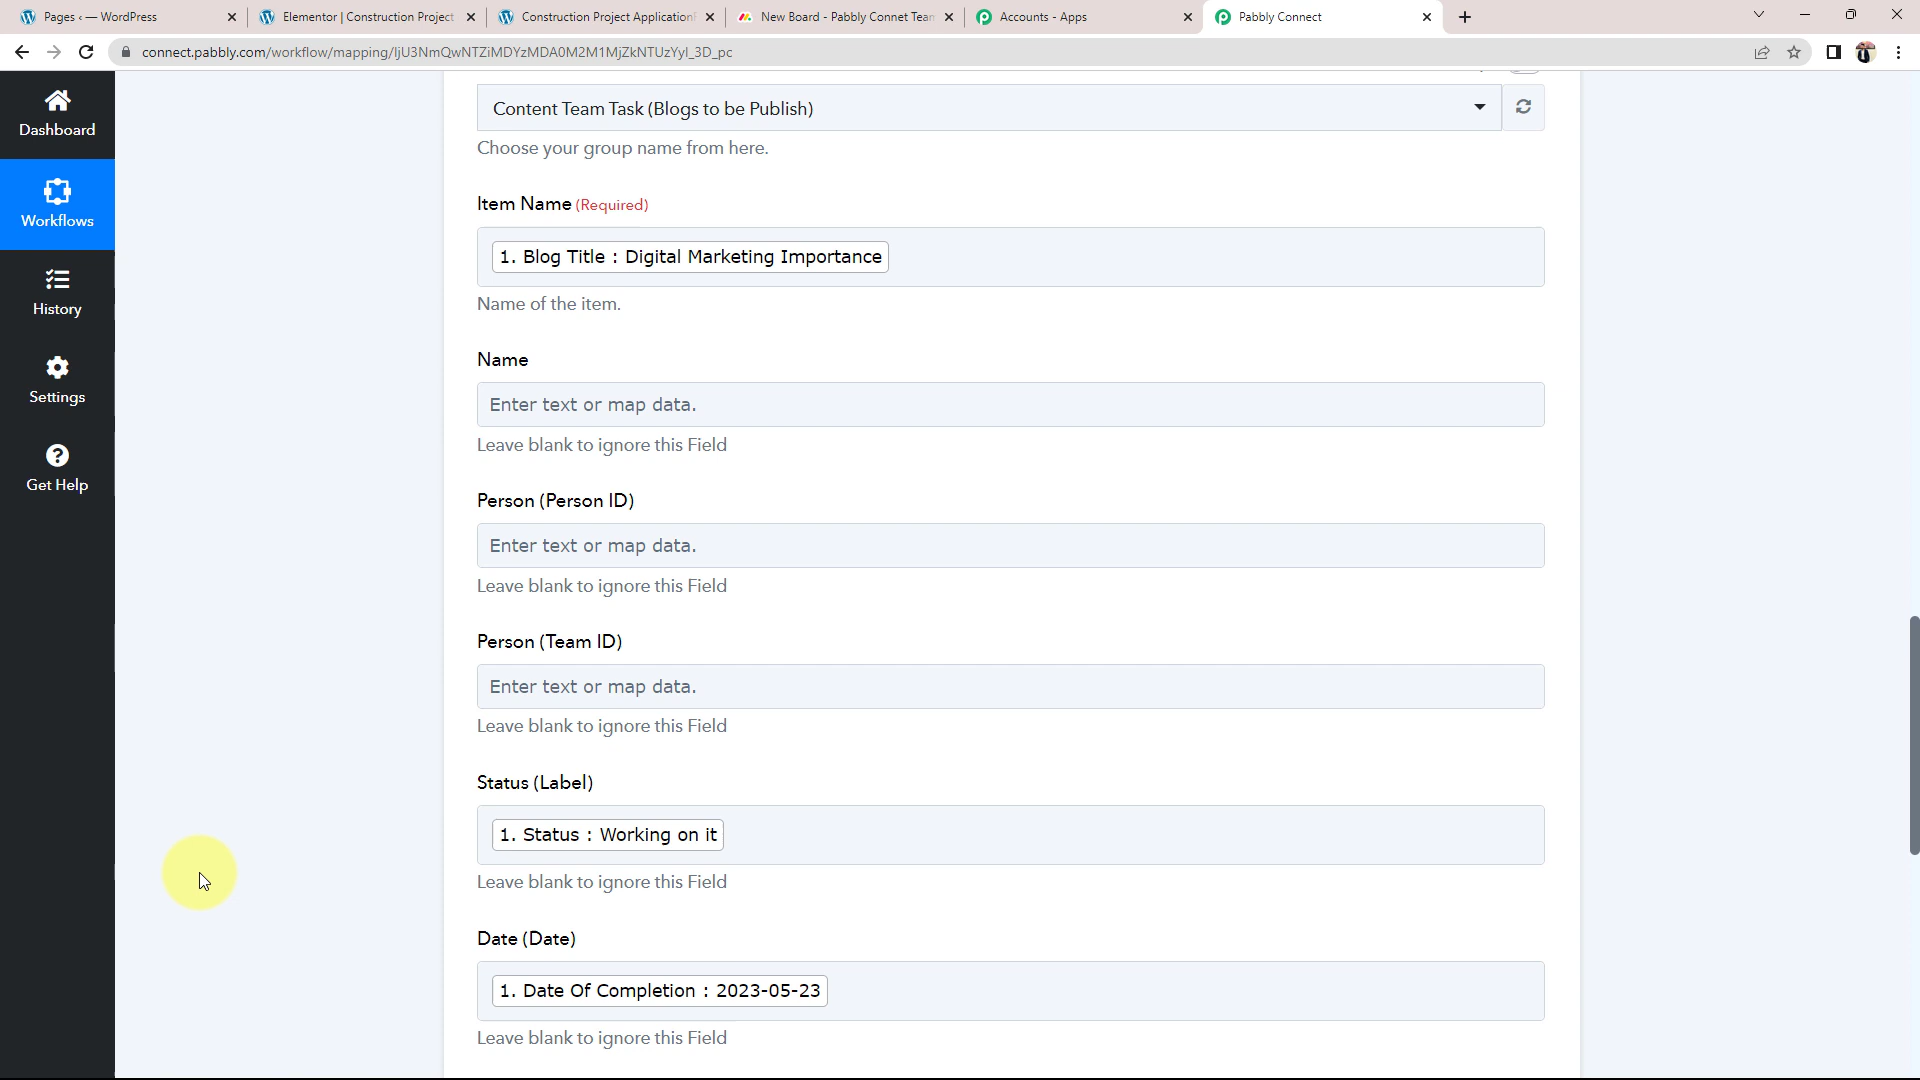 Pages ‹ — WordPress
Elementor | Construction Project
Construction Project Application
New Board - Pabbly Connet Team
Accounts - Apps
Pabbly Connect
connect.pabbly.com/workflow/mapping/IjU3NmQwNTZiMDYzMDA0M2M1MjZkNTUzYyI_3D_pc
Dashboard
Workflows
History
Settings
Get Help
Content Team Task (Blogs to be Publish)
Choose your group name from here.
Item Name (Required)
1. Blog Title : Digital Marketing Importance
Name of the item.
Name
Enter text or map data.
Leave blank to ignore this Field
Person (Person ID)
Enter text or map data.
Leave blank to ignore this Field
Person (Team ID)
Enter text or map data.
Leave blank to ignore this Field
Status (Label)
1. Status : Working on it
Leave blank to ignore this Field
Date (Date)
1. Date Of Completion : 2023-05-23
Leave blank to ignore this Field